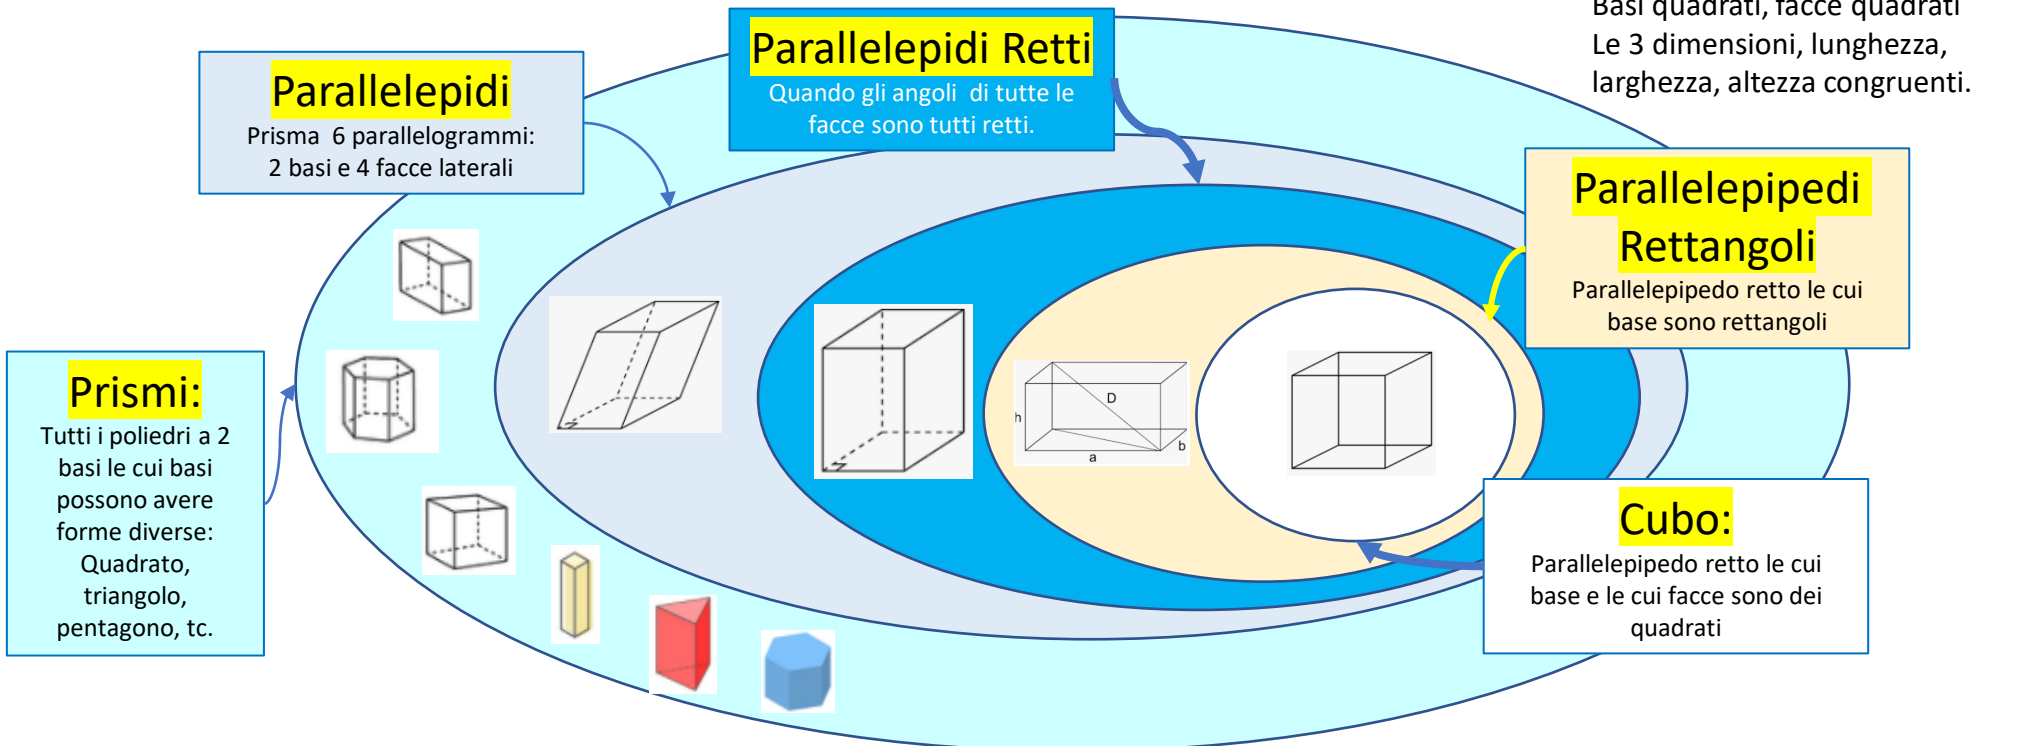 Basi quadrati, facce quadrati
Le 3 dimensioni, lunghezza,
larghezza, altezza congruenti.
Parallelepidi Retti
Quando gli angoli di tutte le
facce sono tutti retti.
Parallelepidi
Prisma 6 parallelogrammi:
2 basi e 4 facce laterali
Parallelepipedi
Rettangoli
Parallelepipedo retto le cui
base sono rettangoli
Prismi:
Tutti i poliedri a 2
basi le cui basi
possono avere
forme diverse:
Quadrato,
triangolo,
pentagono, tc.
D
h
a
b
Cubo:
Parallelepipedo retto le cui
base e le cui facce sono dei
quadrati